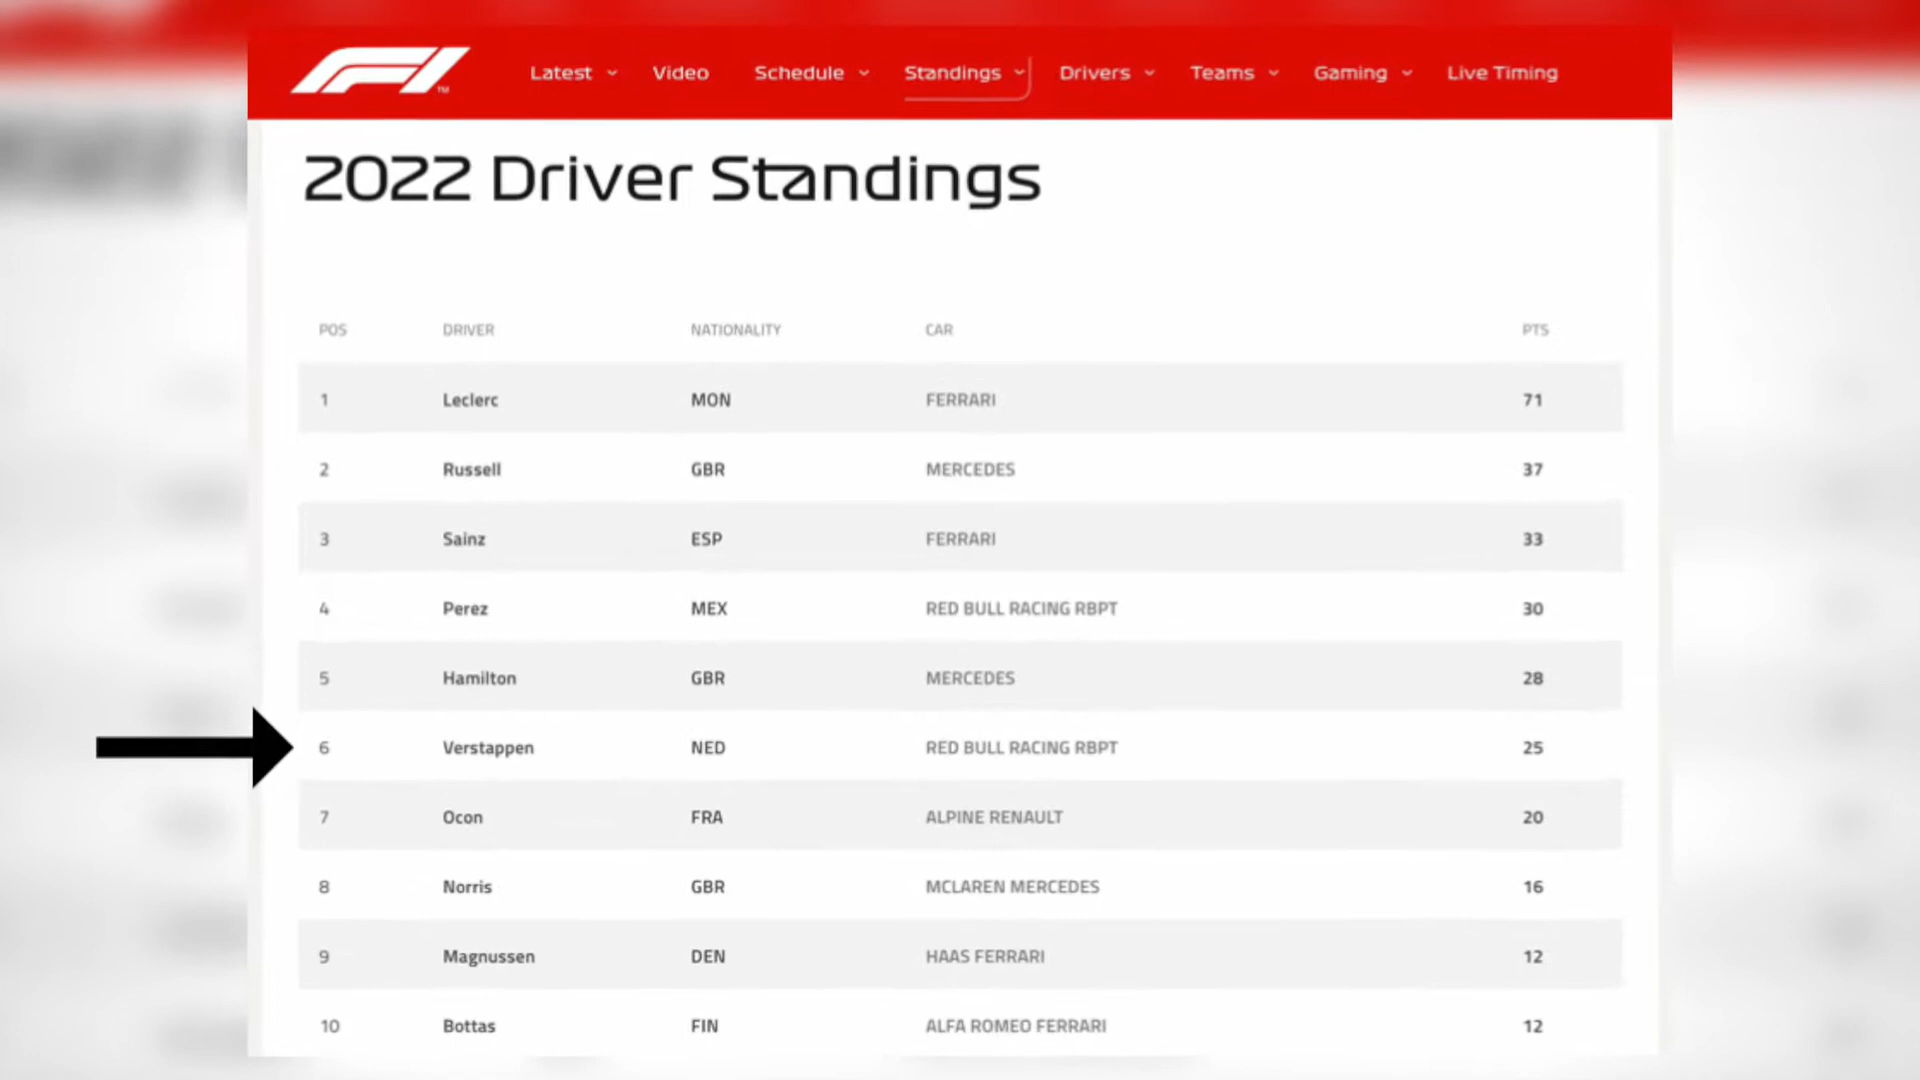 F1 Latest Video Schedule Standings Drivers Teams Gaming Live Timing
2022 Driver Standings
POS DRIVER NATIONALITY CAR PTS
1 Leclerc MON FERRARI 71
2 Russell GBR MERCEDES 37
3 Sainz ESP FERRARI 33
4 Perez MEX RED BULL RACING RBPT 30
5 Hamilton GBR MERCEDES 28
6 Verstappen NED RED BULL RACING RBPT 25
7 Ocon FRA ALPINE RENAULT 20
8 Norris GBR MCLAREN MERCEDES 16
9 Magnussen DEN HAAS FERRARI 12
10 Bottas FIN ALFA ROMEO FERRARI 12